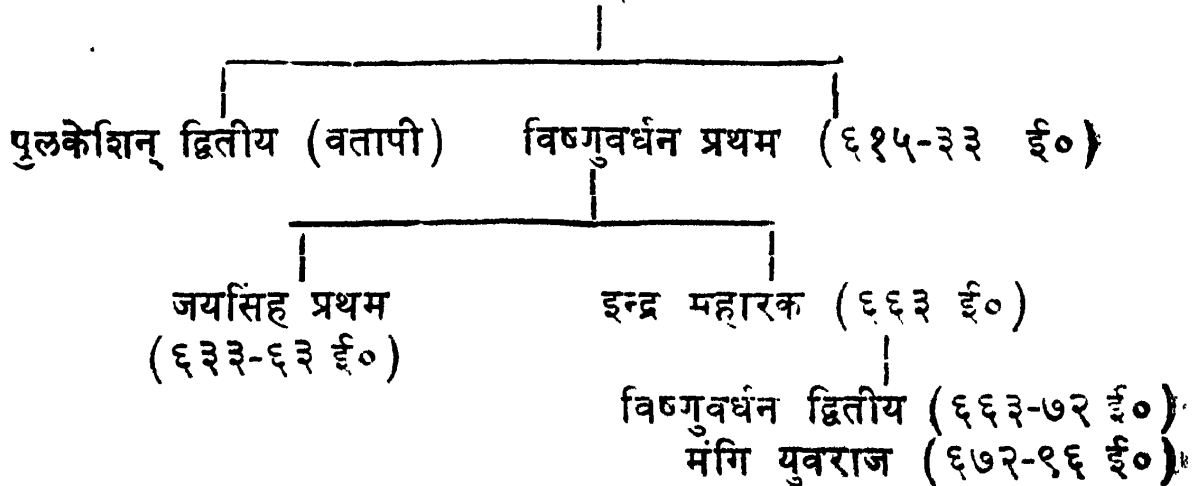 पुलकेशिन् द्वितीय (वतापी) विष्णुवर्धन प्रथम (६१५-३३ ई०)
जयसिंह प्रथम इन्द्र महारक (६६३ ई०)
(६३३-६३ ई०)
विष्णुवर्धन द्वितीय (६६३-७२ ई०)
मंगि युवराज (६७२-९६ ई०)